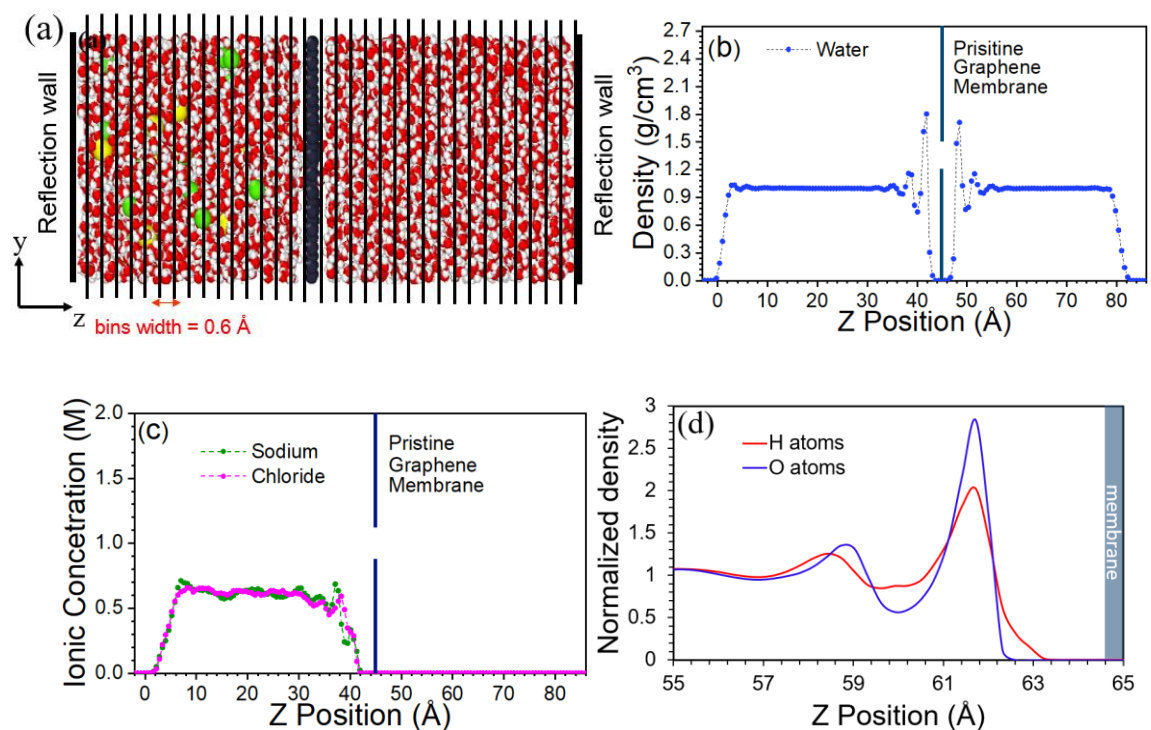 (a)
(a)
Reflection wall
Reflection wall
y
z
bins width = 0.6 Å
(b)
Water
Prisitine
Graphene
Membrane
Density (g/cm³)
2.7
2.4
2.1
1.8
1.5
1.2
0.9
0.6
0.3
0.0
0 10 20 30 40 50 60 70 80
Z Position (Å)
(c)
Sodium
Chloride
Pristine
Graphene
Membrane
Ionic Concetration (M)
2.0
1.5
1.0
0.5
0.0
0 10 20 30 40 50 60 70 80
Z Position (Å)
(d)
H atoms
O atoms
membrane
Normalized density
3
2.5
2
1.5
1
0.5
0
55 57 59 61 63 65
Z Position (Å)